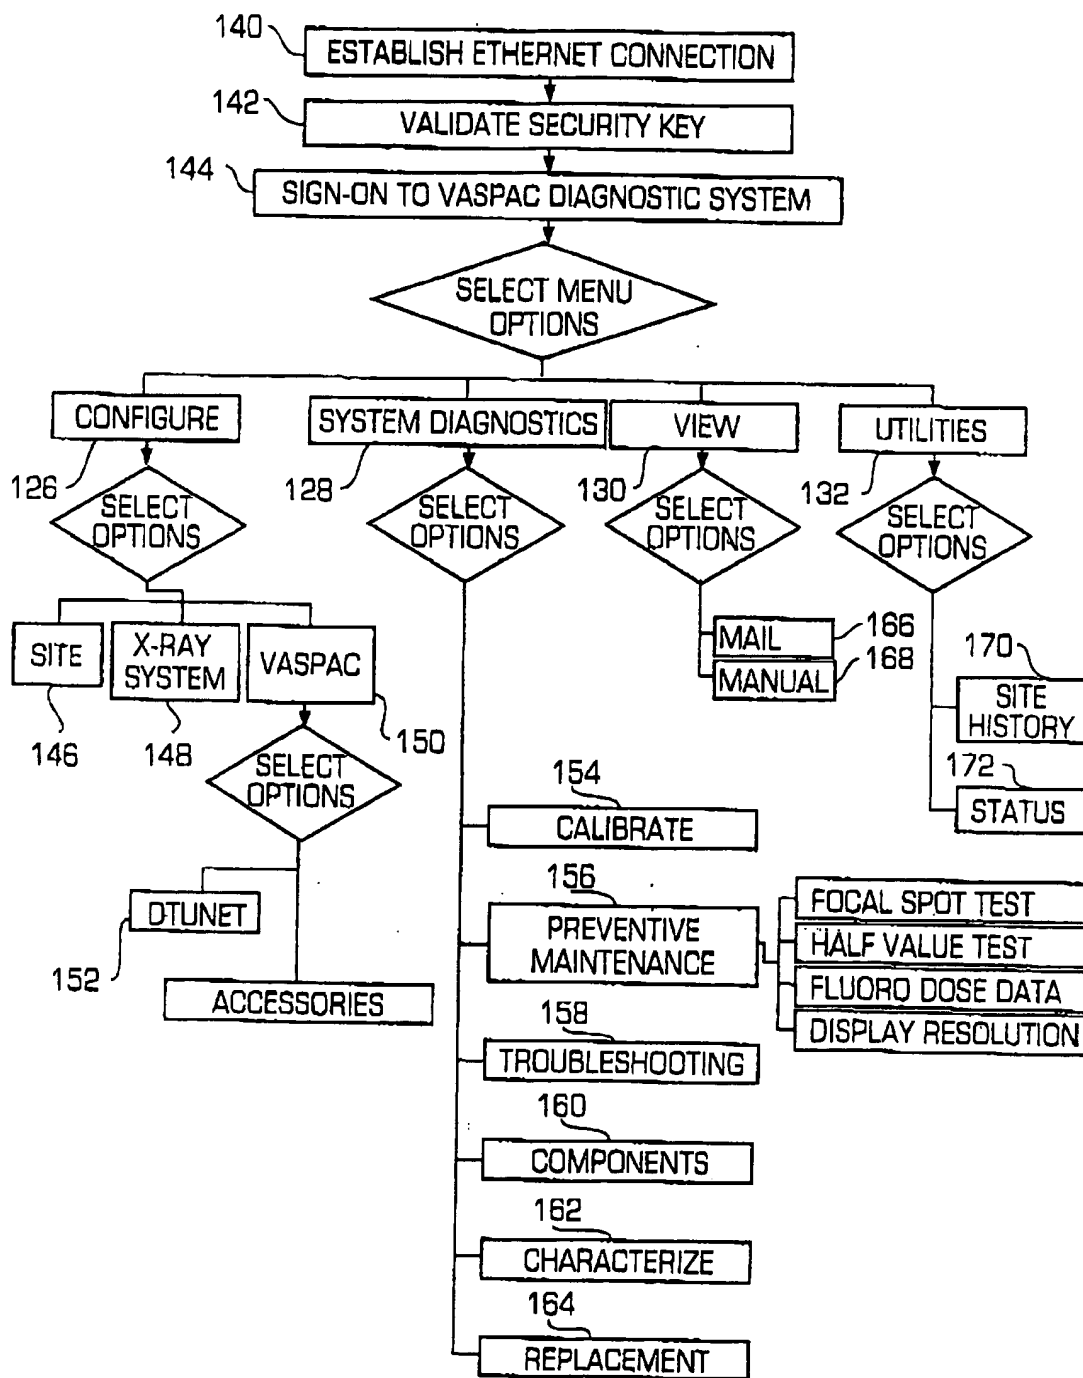 140
ESTABLISH ETHERNET CONNECTION
142
VALIDATE SECURITY KEY
144
SIGN-ON TO VASPAC DIAGNOSTIC SYSTEM
SELECT MENU
OPTIONS
CONFIGURE
SYSTEM DIAGNOSTICS
VIEW
UTILITIES
126
128
130
132
SELECT
OPTIONS
SELECT
OPTIONS
SELECT
OPTIONS
SELECT
OPTIONS
SITE
X-RAY
SYSTEM
VASPAC
146
148
150
MAIL
166
MANUAL
168
170
SITE
HISTORY
172
STATUS
SELECT
OPTIONS
DTUNET
152
ACCESSORIES
154
CALIBRATE
156
PREVENTIVE
MAINTENANCE
FOCAL SPOT TEST
HALF VALUE TEST
FLUORO DOSE DATA
DISPLAY RESOLUTION
158
TROUBLESHOOTING
160
COMPONENTS
162
CHARACTERIZE
164
REPLACEMENT